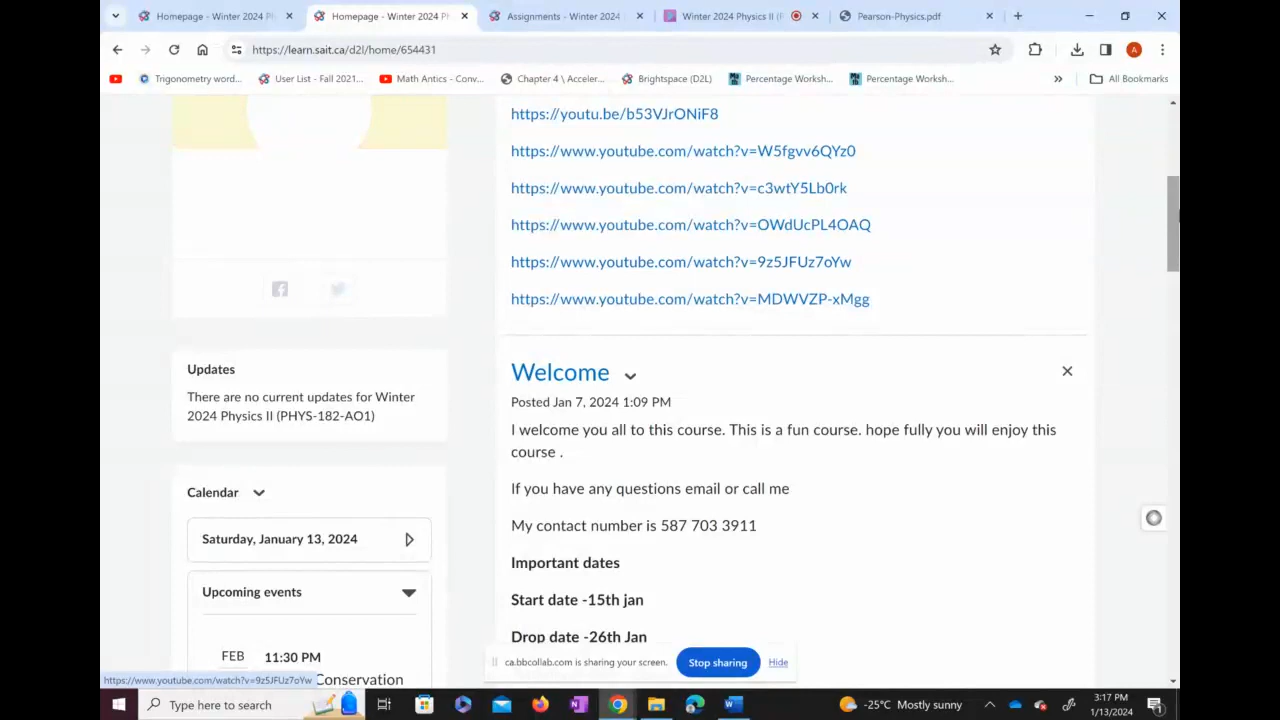 Homepage - Winter 2024 Physics II (
Homepage - Winter 2024 Ph
Assignments - Winter 2024
Winter 2024 Physics II (
Pearson-Physics.pdf
https://learn.sait.ca/d2l/home/654431
A
Trigonometry word...
User List - Fall 2021...
Math Antics - Conv...
Chapter 4 \ Acceler...
Brightspace (D2L)
Percentage Worksh...
Percentage Worksh...
»
All Bookmarks
https://youtu.be/b53VJrONiF8
https://www.youtube.com/watch?v=W5fgvv6QYz0
https://www.youtube.com/watch?v=c3wtY5Lb0rk
https://www.youtube.com/watch?v=OWdUcPL4OAQ
https://www.youtube.com/watch?v=9z5JFUz7oYw
https://www.youtube.com/watch?v=MDWVZP-xMgg
Updates
There are no current updates for Winter
2024 Physics II (PHYS-182-AO1)
Calendar
Saturday, January 13, 2024
Upcoming events
FEB 11:30 PM
Conservation
Welcome
Posted Jan 7, 2024 1:09 PM
I welcome you all to this course. This is a fun course. hope fully you will enjoy this
course .
If you have any questions email or call me
My contact number is 587 703 3911
Important dates
Start date -15th jan
Drop date -26th Jan
ca.bbcollab.com is sharing your screen.
Stop sharing
Hide
https://www.youtube.com/watch?v=9z5JFUz7oYw
Type here to search
-25°C Mostly sunny
3:17 PM
1/13/2024
1